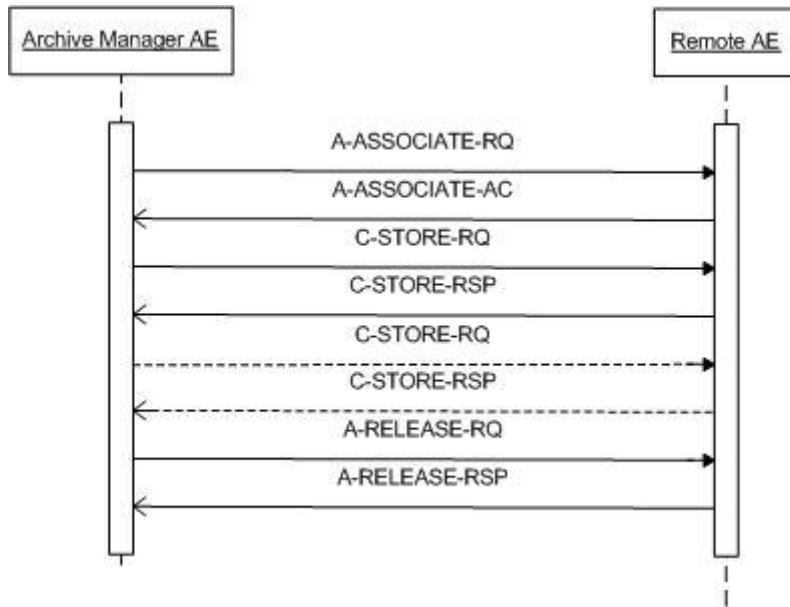 Archive Manager AE
Remote AE
A-ASSOCIATE-RQ
A-ASSOCIATE-AC
C-STORE-RQ
C-STORE-RSP
C-STORE-RQ
C-STORE-RSP
A-RELEASE-RQ
A-RELEASE-RSP